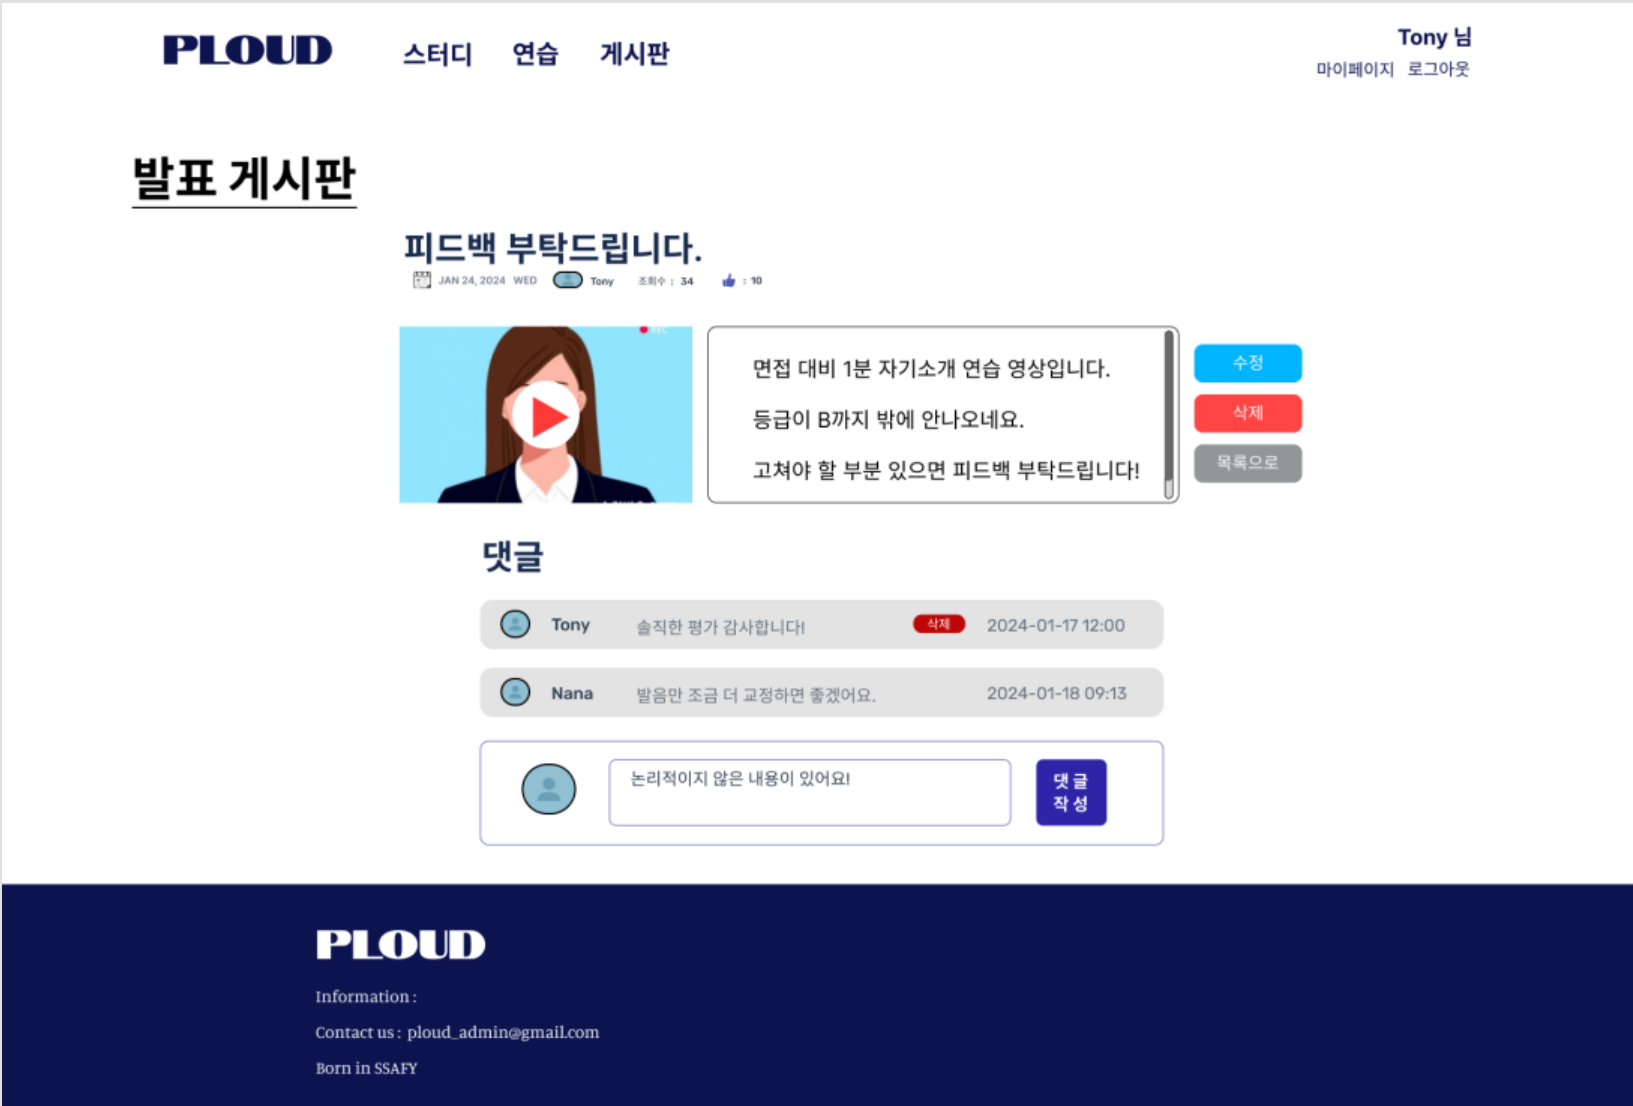 PLOUD 스터디 연습 게시판
Tony 님
마이페이지 로그아웃
발표 게시판
피드백 부탁드립니다.
JAN 24, 2024 WED Tony 조회수 : 34 : 10
REC
면접 대비 1분 자기소개 연습 영상입니다.
등급이 B까지 밖에 안나오네요.
고쳐야 할 부분 있으면 피드백 부탁드립니다!
수정
삭제
목록으로
댓글
Tony 솔직한 평가 감사합니다! 삭제 2024-01-17 12:00
Nana 발음만 조금 더 교정하면 좋겠어요. 2024-01-18 09:13
논리적이지 않은 내용이 있어요!
댓글
작성
PLOUD
Information :
Contact us : ploud_admin@gmail.com
Born in SSAFY